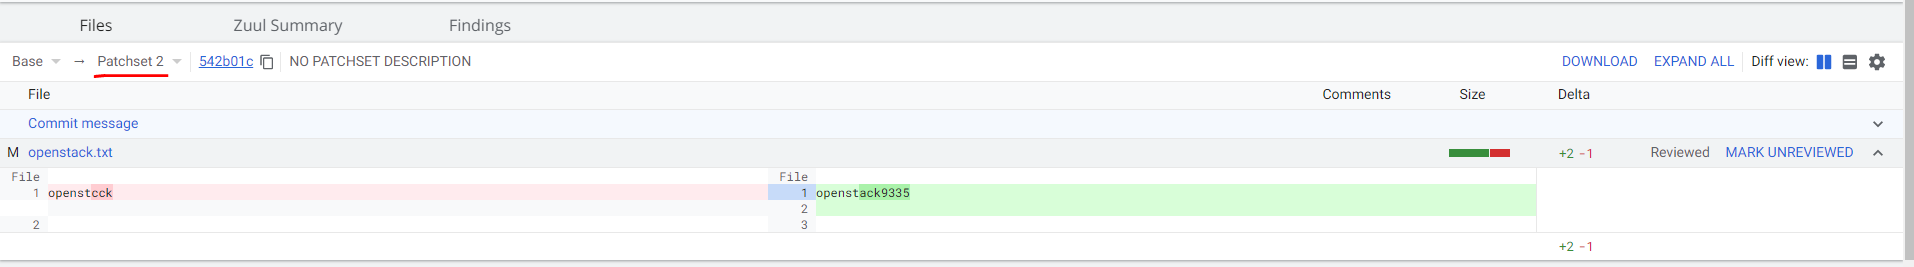 Files Zuul Summary Findings
Base → Patchset 2 542b01c NO PATCHSET DESCRIPTION DOWNLOAD EXPAND ALL Diff view:
File Comments Size Delta
Commit message
M openstack.txt +2 -1 Reviewed MARK UNREVIEWED
File File
1 openstcck 1 openstack9335
2
2 3
+2 -1